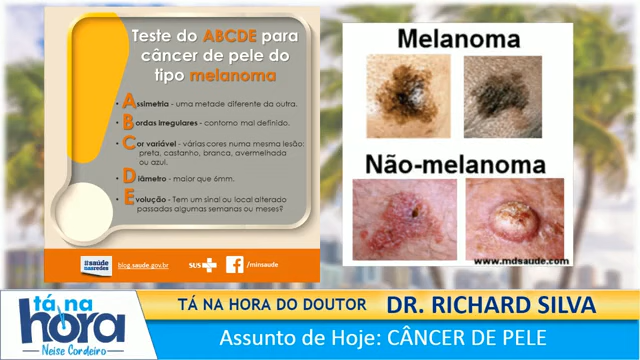 Teste do ABCDE para
câncer de pele do
tipo melanoma
• Assimetria - uma metade diferente da outra.
• Bordas irregulares - contorno mal definido.
• Cor variável - várias cores numa mesma lesão:
preta, castanho, branca, avermelhada
ou azul.
• Diâmetro - maior que 6mm.
• Evolução - Tem um sinal ou local alterado
passadas algumas semanas ou meses?
#saúde
nasredes
blog.saude.gov.br
SUS
/minsaude
Melanoma
Não-melanoma
www.mdsaude.com
tá na
hora
Neise Cordeiro
TÁ NA HORA DO DOUTOR DR. RICHARD SILVA
Assunto de Hoje: CÂNCER DE PELE